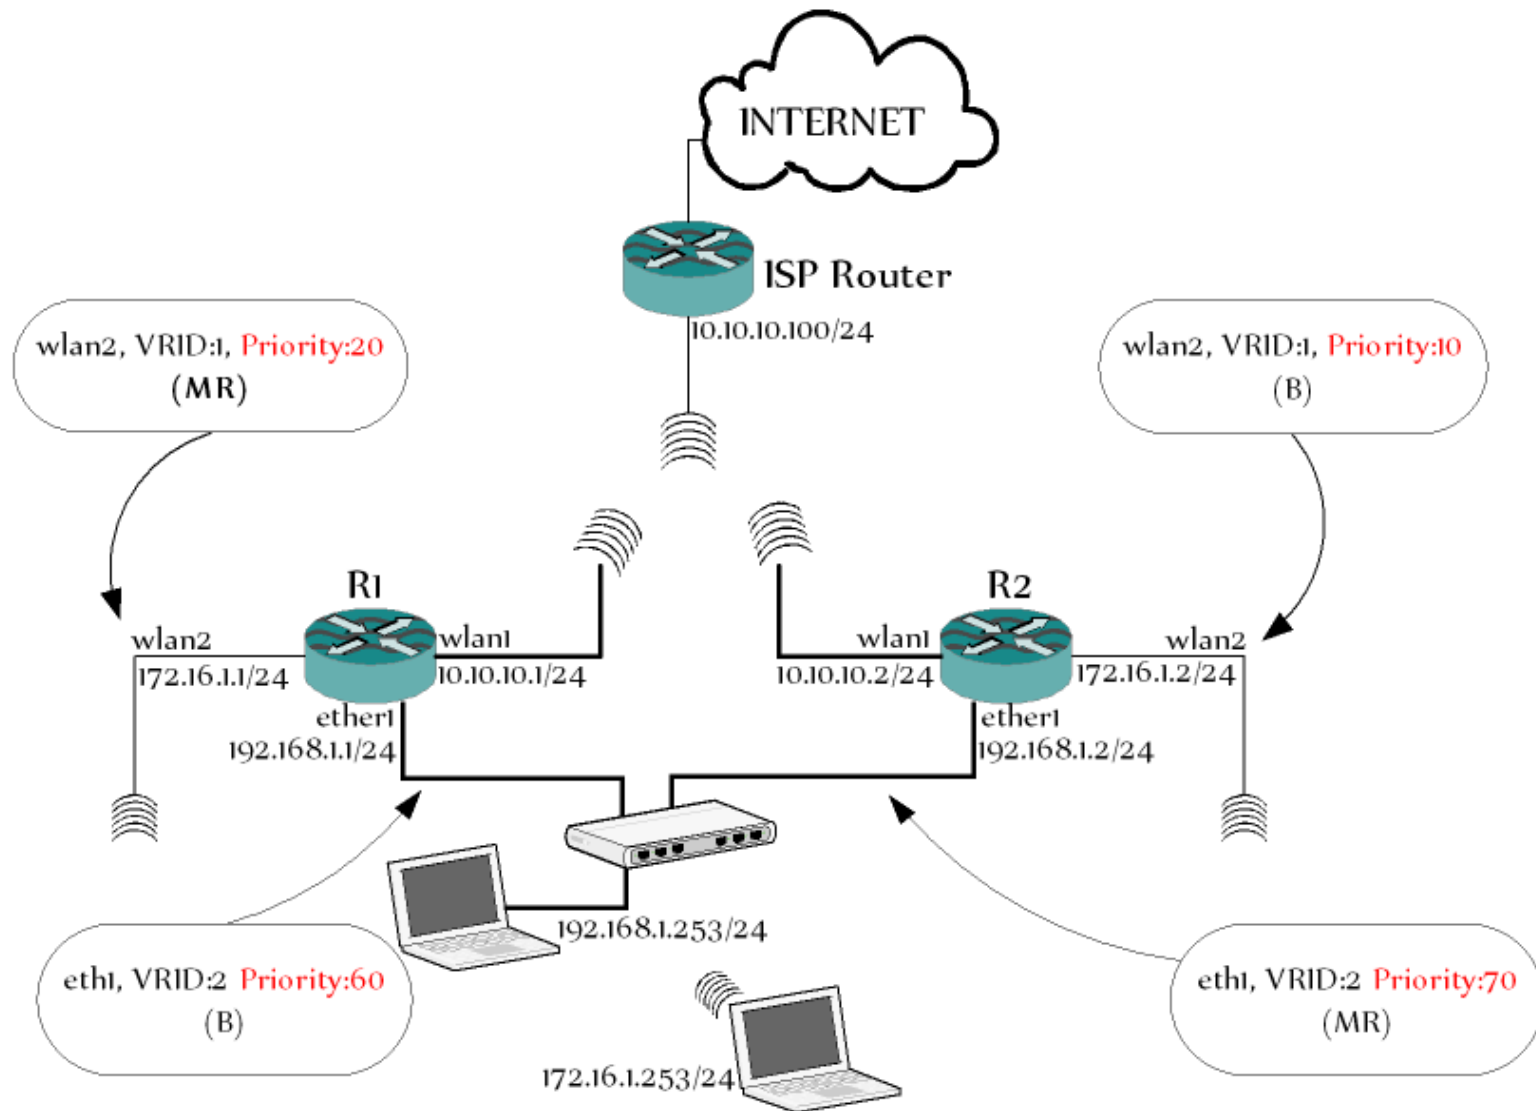 INTERNET
ISP Router
10.10.10.100/24
wlan2, VRID:1, Priority:20
(MR)
wlan2, VRID:1, Priority:10
(B)
R1
R2
wlan2
172.16.1.1/24
wlan1
10.10.10.1/24
wlan1
10.10.10.2/24
wlan2
172.16.1.2/24
ether1
192.168.1.1/24
ether1
192.168.1.2/24
192.168.1.253/24
eth1, VRID:2 Priority:60
(B)
eth1, VRID:2 Priority:70
(MR)
172.16.1.253/24